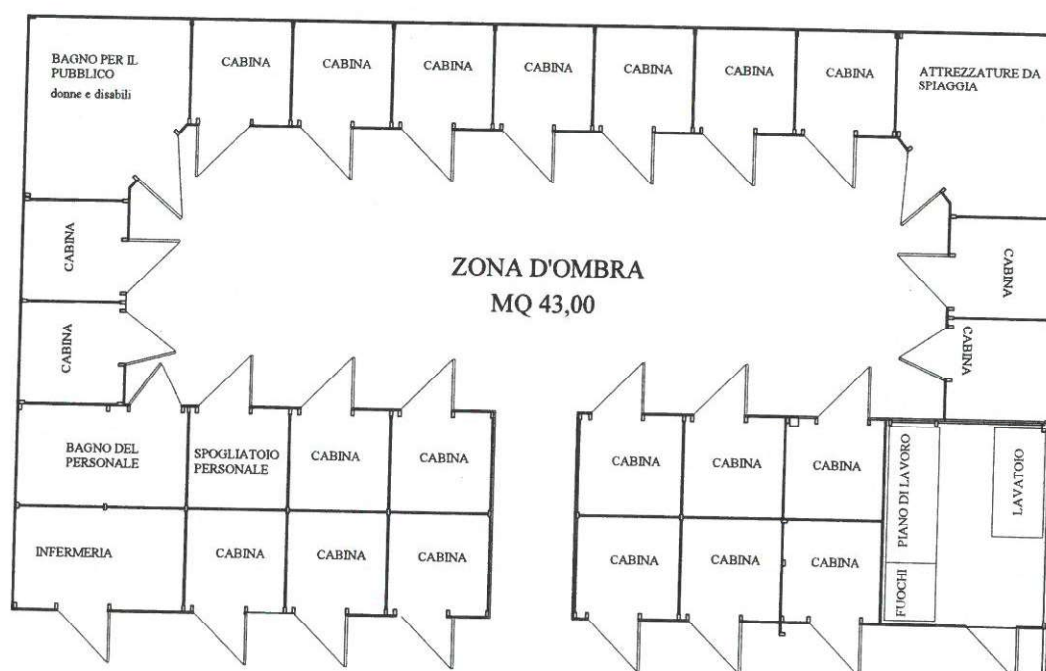 BAGNO PER IL
PUBBLICO
donne e disabili
CABINA
CABINA
CABINA
CABINA
CABINA
CABINA
CABINA
ATTREZZATURE DA
SPIAGGIA
CABINA
CABINA
ZONA D'OMBRA
MQ 43,00
CABINA
CABINA
BAGNO DEL
PERSONALE
SPOGLIATOIO
PERSONALE
CABINA
CABINA
CABINA
CABINA
CABINA
PIANO DI LAVORO
LAVATOIO
INFERMERIA
CABINA
CABINA
CABINA
CABINA
CABINA
CABINA
FUOCHI